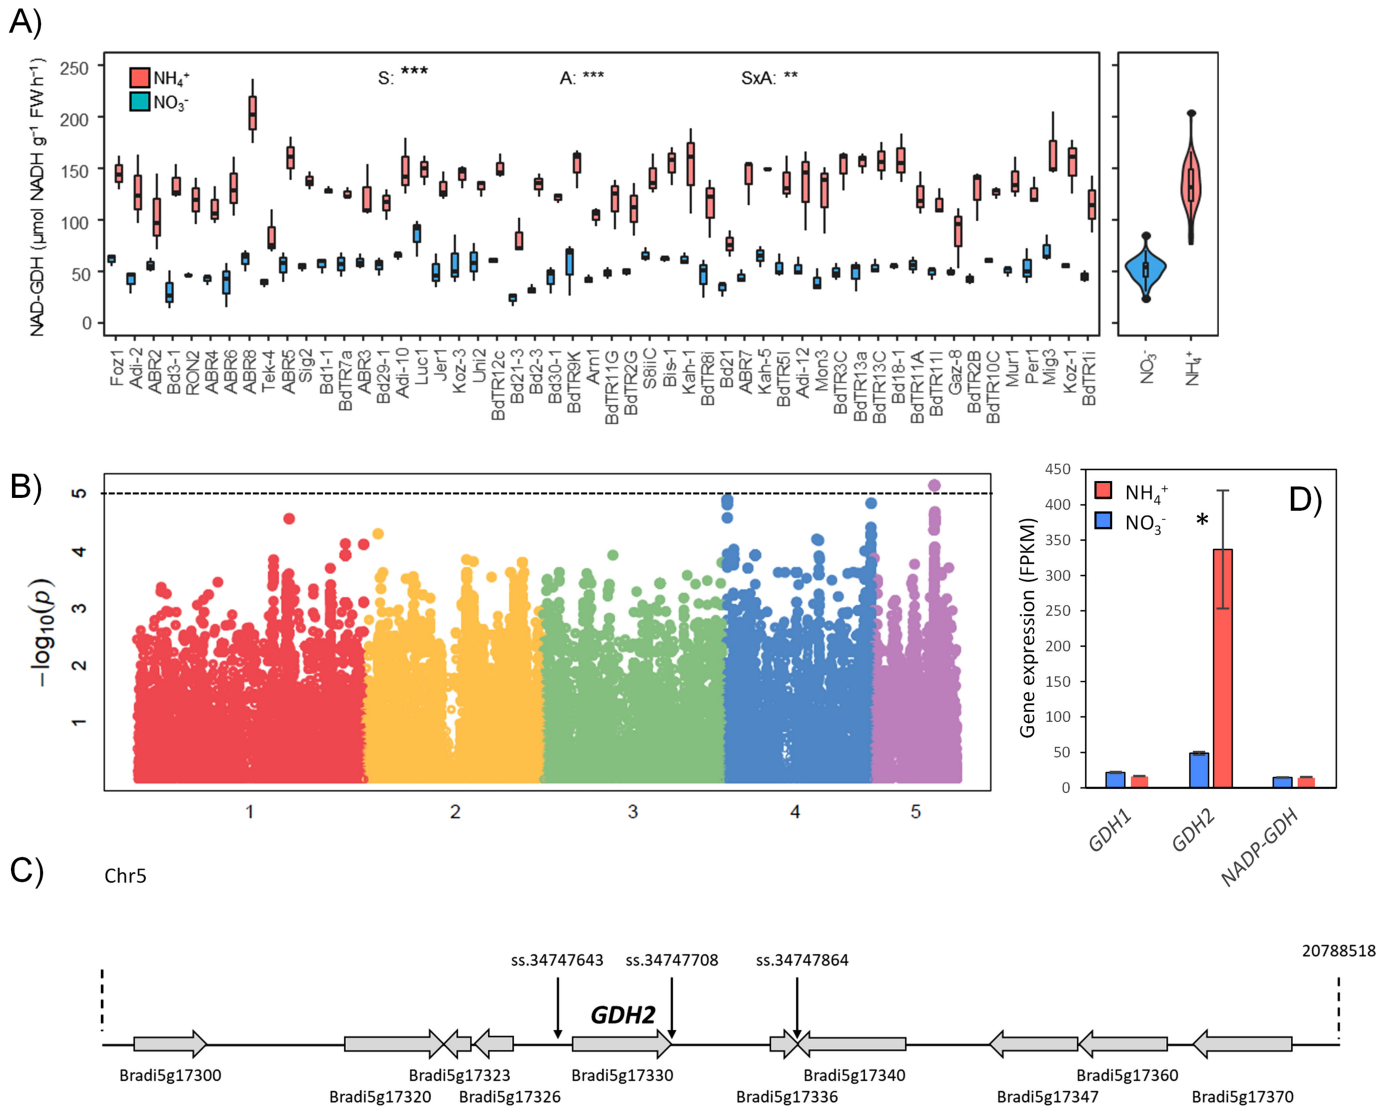 A)
NAD-GDH (µmol NADH g⁻¹ FW h⁻¹)
250
200
150
100
50
0
NH₄⁺
NO₃⁻
S: ***
A: ***
SxA: **
Foz1
Adi-2
ABR2
Bd3-1
RON2
ABR4
ABR6
ABR8
Tek-4
ABR5
Sig2
Bd1-1
BdTR7a
ABR3
Bd29-1
Adi-10
Luc1
Jer1
Koz-3
Uni2
BdTR12c
Bd21-3
Bd2-3
Bd30-1
BdTR9K
Arn1
BdTR11G
BdTR2G
S6iiC
Bis-1
Kah-1
BdTR8i
Bd21
ABR7
Kah-5
BdTR5I
Adi-12
Mon3
BdTR3C
BdTR13a
BdTR13C
Bd18-1
BdTR11A
BdTR11I
Gaz-8
BdTR2B
BdTR10C
Mur1
Per1
Mig3
Koz-1
BdTR1i
NO₃⁻
NH₄⁺
B)
−log₁₀(p)
5
4
3
2
1
1
2
3
4
5
D)
Gene expression (FPKM)
450
400
350
300
250
200
150
100
50
0
NH₄⁺
NO₃⁻
*
GDH1
GDH2
NADP-GDH
C)
Chr5
ss.34747643
ss.34747708
ss.34747864
20788518
GDH2
Bradi5g17300
Bradi5g17320
Bradi5g17323
Bradi5g17326
Bradi5g17330
Bradi5g17336
Bradi5g17340
Bradi5g17347
Bradi5g17360
Bradi5g17370